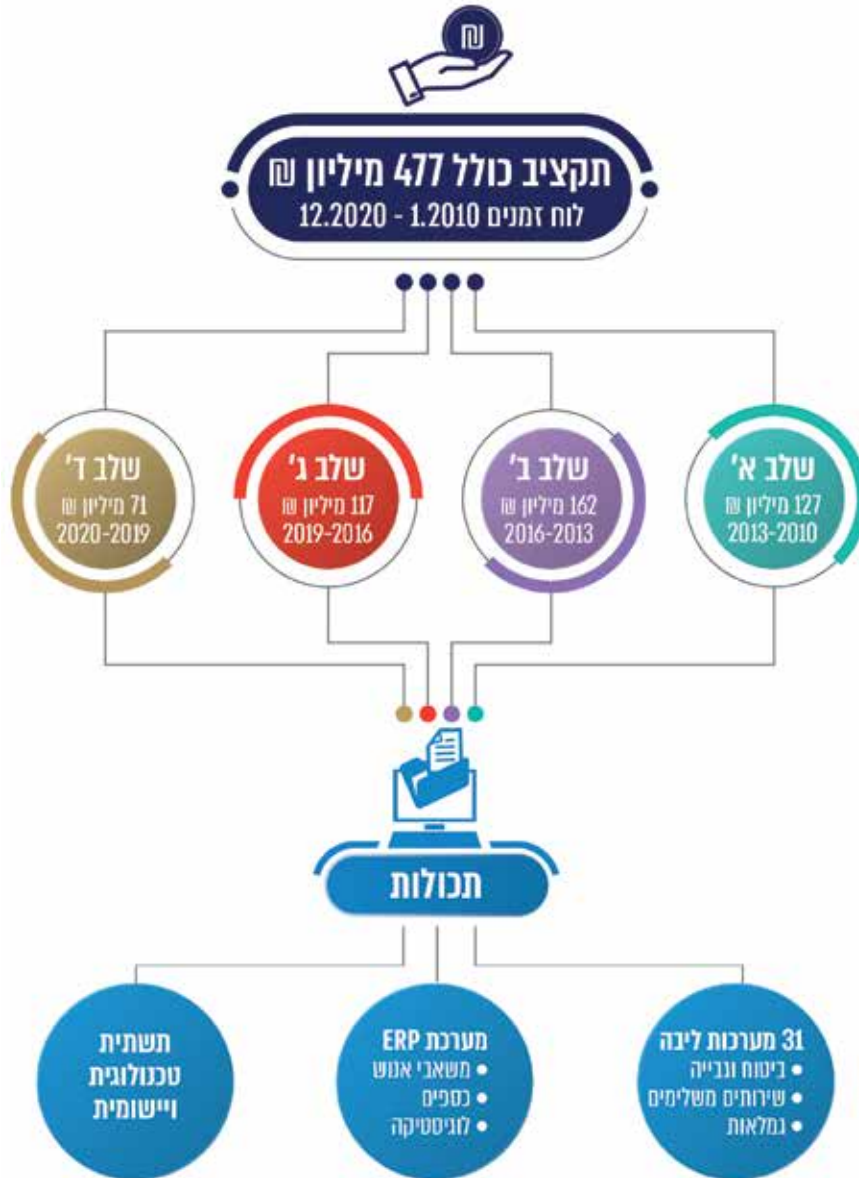 ₪
תקציב כולל 477 מיליון ₪
לוח זמנים 1.2010 - 12.2020
שלב א'
127 מיליון ₪
2013-2010
שלב ב'
162 מיליון ₪
2016-2013
שלב ג'
117 מיליון ₪
2019-2016
שלב ד'
71 מיליון ₪
2020-2019
תכולות
31 מערכות ליבה
• ביטוח וגבייה
• שירותים משלימים
• גמלאות
מערכת ERP
• משאבי אנוש
• כספים
• לוגיסטיקה
תשתית
טכנולוגית
ויישומית